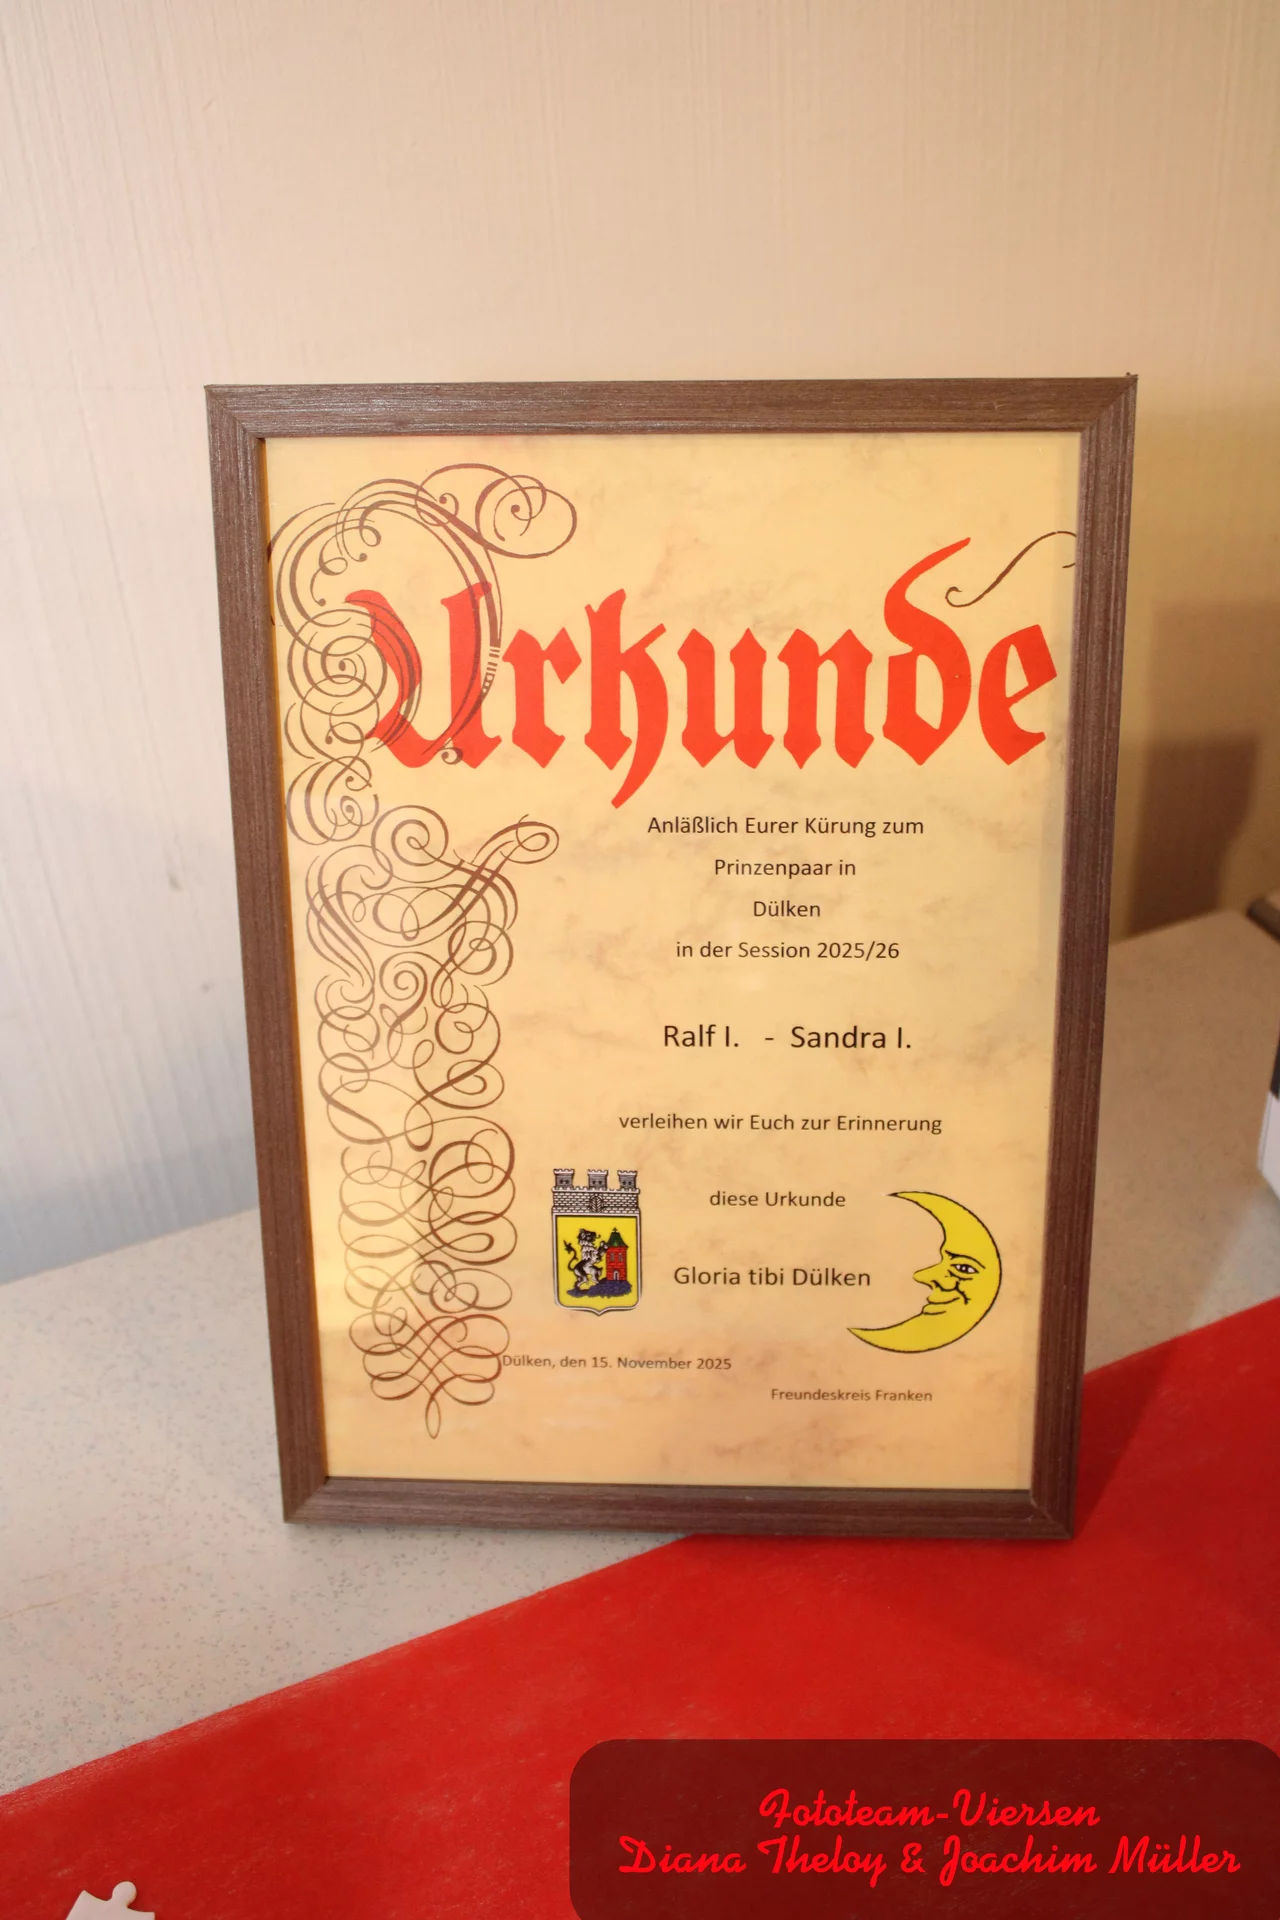 Urkunde
Anläßlich Eurer Kürung zum
Prinzenpaar in
Dülken
in der Session 2025/26
Ralf I. - Sandra I.
verleihen wir Euch zur Erinnerung
diese Urkunde
Gloria tibi Dülken
Dülken, den 15. November 2025
Freundeskreis Franken
Fototeam-Viersen
Diana Theloy & Joachim Müller